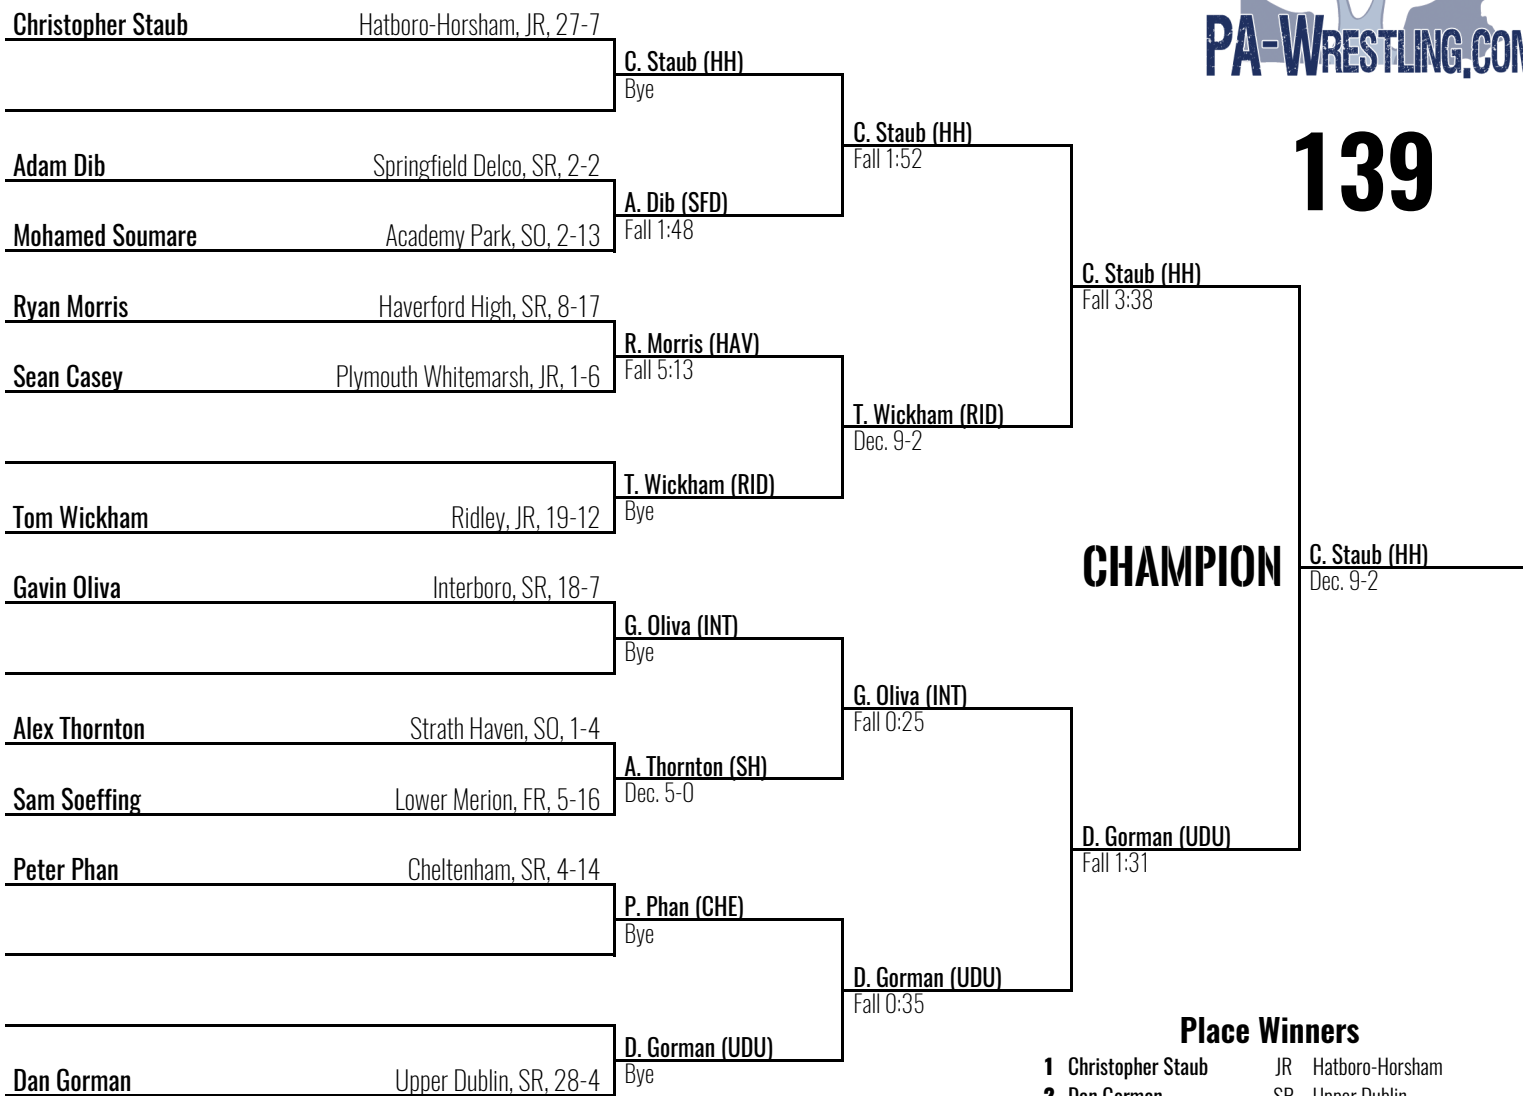 Christopher Staub Hatboro-Horsham, JR, 27-7
C. Staub (HH)
Bye
Adam Dib Springfield Delco, SR, 2-2
A. Dib (SFD)
Fall 1:48
Mohamed Soumare Academy Park, SO, 2-13
C. Staub (HH)
Fall 1:52
Ryan Morris Haverford High, SR, 8-17
R. Morris (HAV)
Fall 5:13
Sean Casey Plymouth Whitemarsh, JR, 1-6
T. Wickham (RID)
Dec. 9-2
T. Wickham (RID)
Bye
Tom Wickham Ridley, JR, 19-12
C. Staub (HH)
Fall 3:38
Gavin Oliva Interboro, SR, 18-7
G. Oliva (INT)
Bye
Alex Thornton Strath Haven, SO, 1-4
G. Oliva (INT)
Fall 0:25
A. Thornton (SH)
Dec. 5-0
Sam Soeffing Lower Merion, FR, 5-16
Peter Phan Cheltenham, SR, 4-14
P. Phan (CHE)
Bye
D. Gorman (UDU)
Fall 0:35
D. Gorman (UDU)
Bye
Dan Gorman Upper Dublin, SR, 28-4
D. Gorman (UDU)
Fall 1:31
CHAMPION
C. Staub (HH)
Dec. 9-2
PA-WRESTLING.COM
139
Place Winners
1 Christopher Staub JR Hatboro-Horsham
2 Dan Gorman SR Upper Dublin